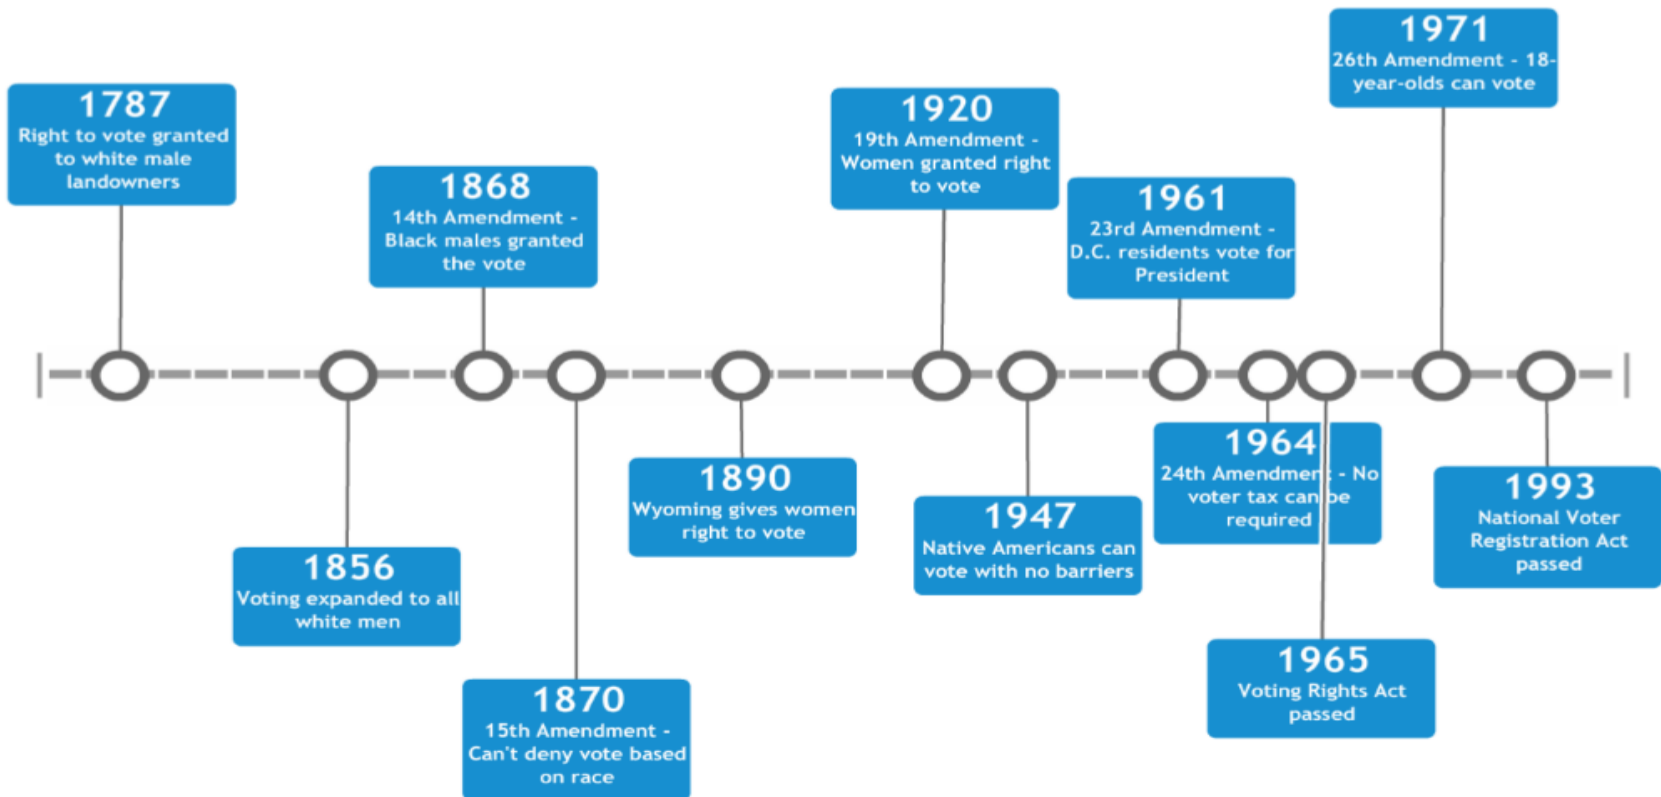 1787
Right to vote granted
to white male
landowners
1856
Voting expanded to all
white men
1868
14th Amendment -
Black males granted
the vote
1870
15th Amendment -
Can't deny vote based
on race
1890
Wyoming gives women
right to vote
1920
19th Amendment -
Women granted right
to vote
1947
Native Americans can
vote with no barriers
1961
23rd Amendment -
D.C. residents vote for
President
1964
24th Amendment - No
voter tax can be
required
1965
Voting Rights Act
passed
1971
26th Amendment - 18-
year-olds can vote
1993
National Voter
Registration Act
passed